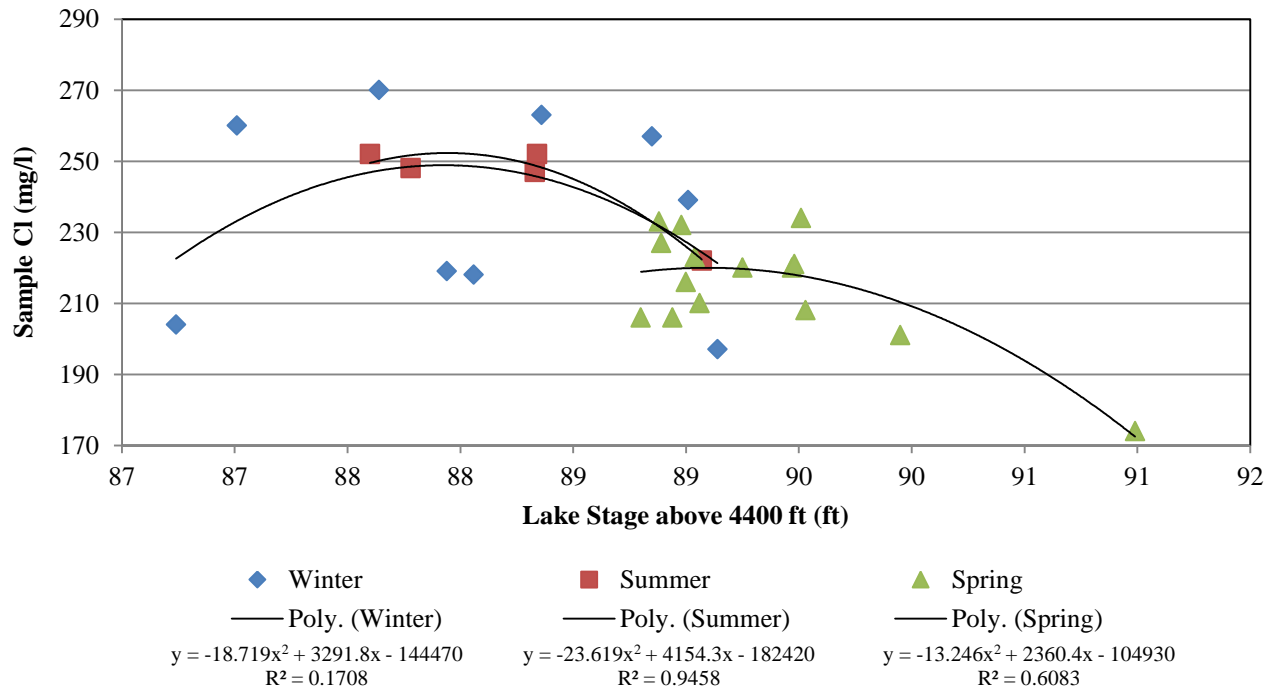 290
270
250
230
210
190
170
Sample Cl (mg/l)
87 87 88 88 89 89 90 90 91 91 92
Lake Stage above 4400 ft (ft)
Winter Summer Spring
Poly. (Winter) Poly. (Summer) Poly. (Spring)
y = -18.719x² + 3291.8x - 144470 y = -23.619x² + 4154.3x - 182420 y = -13.246x² + 2360.4x - 104930
R² = 0.1708 R² = 0.9458 R² = 0.6083